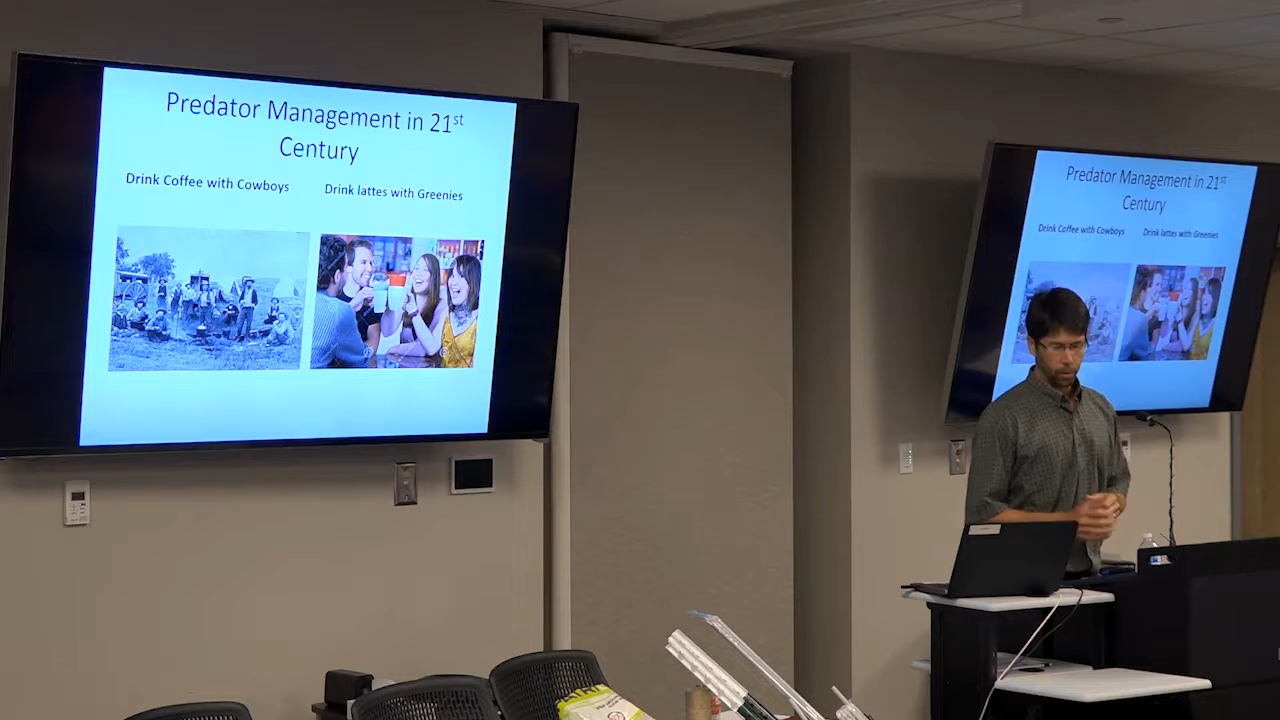 Predator Management in 21st
Century
Drink Coffee with Cowboys
Drink lattes with Greenies
Predator Management in 21st
Century
Drink Coffee with Cowboys
Drink lattes with Greenies